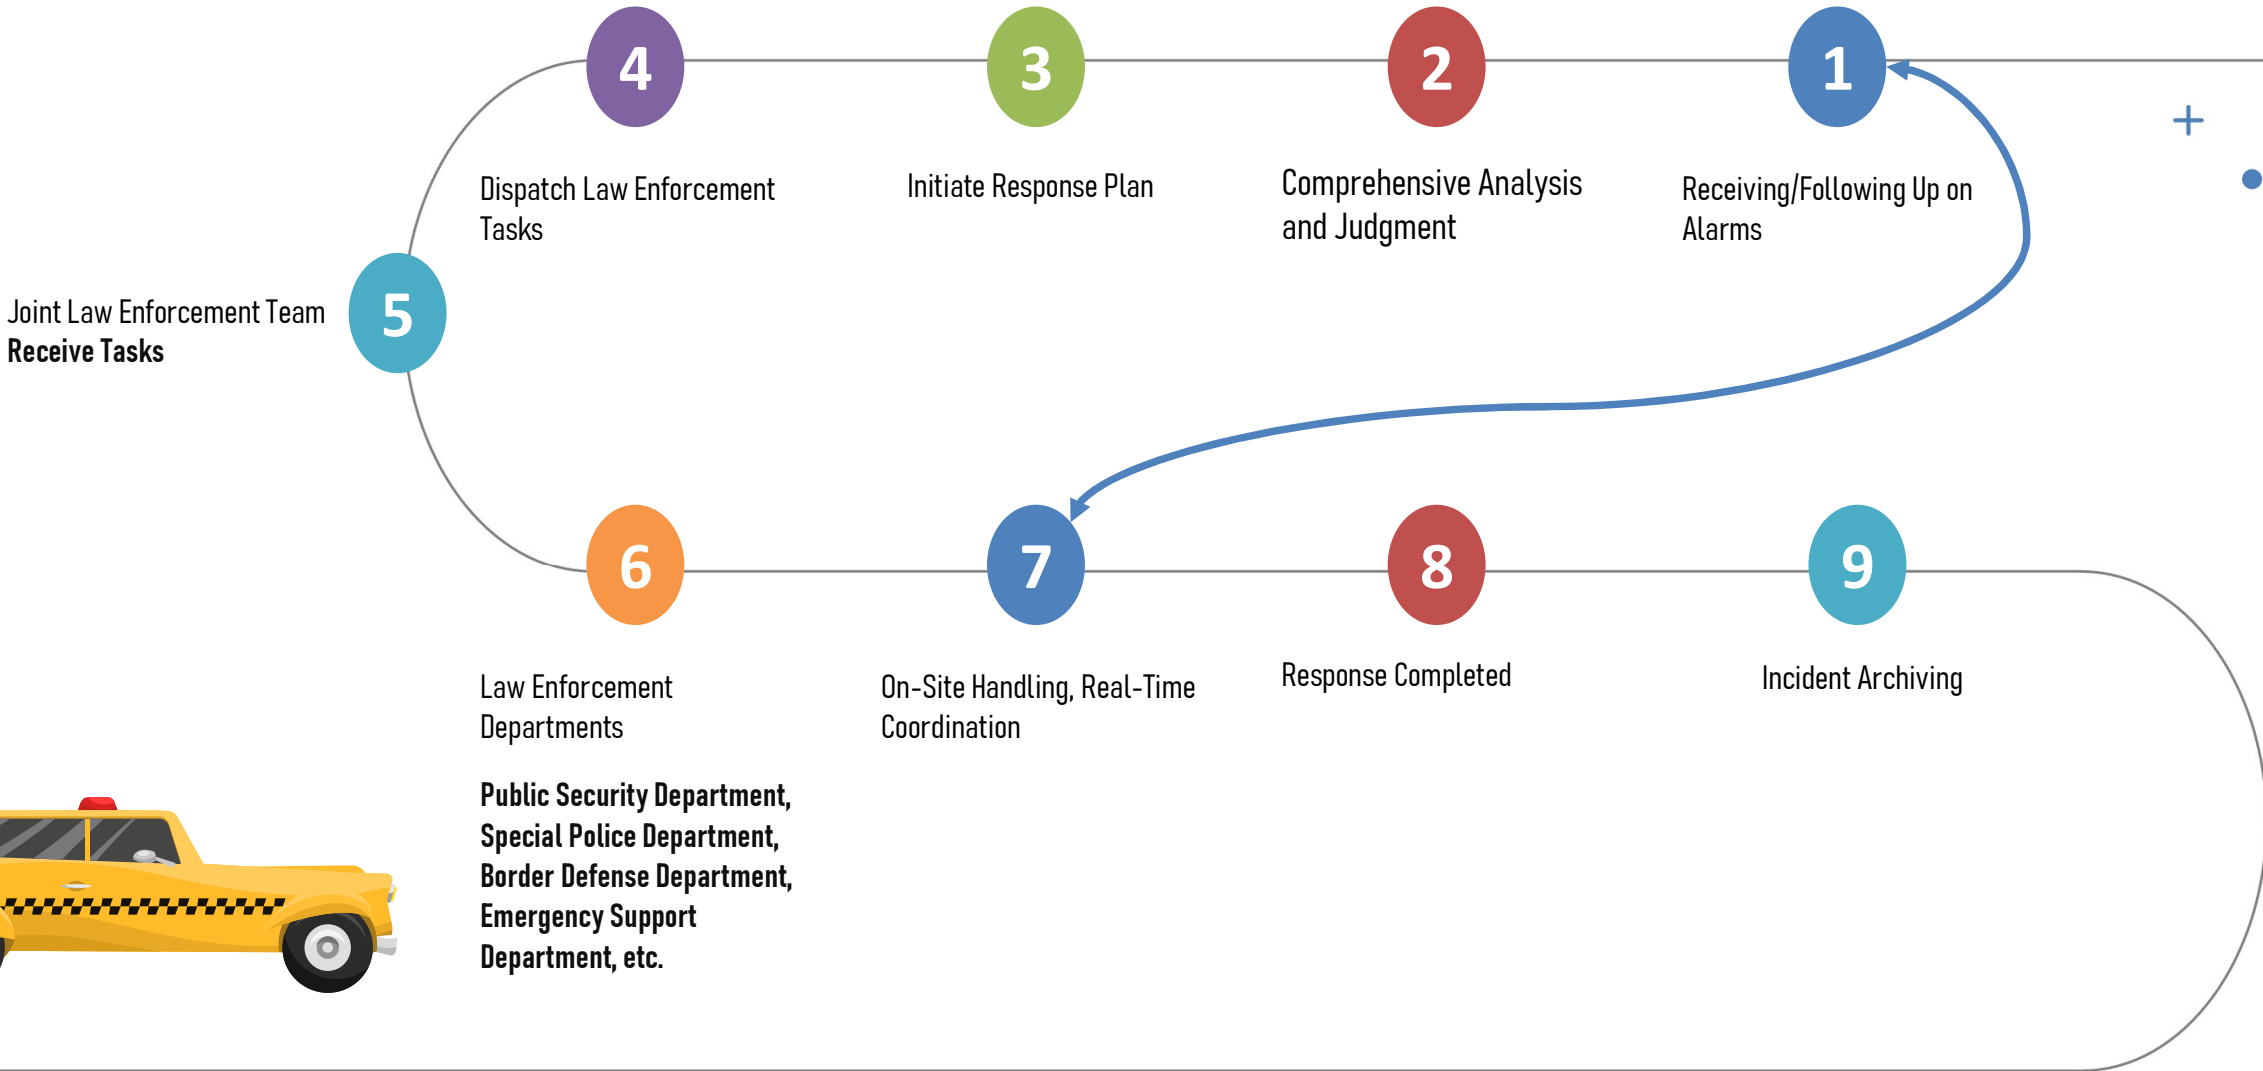 4
3
2
1
Dispatch Law Enforcement
Tasks
Initiate Response Plan
Comprehensive Analysis
and Judgment
Receiving/Following Up on
Alarms
Joint Law Enforcement Team
Receive Tasks
5
6
7
8
9
Law Enforcement
Departments
Public Security Department,
Special Police Department,
Border Defense Department,
Emergency Support
Department, etc.
On-Site Handling, Real-Time
Coordination
Response Completed
Incident Archiving